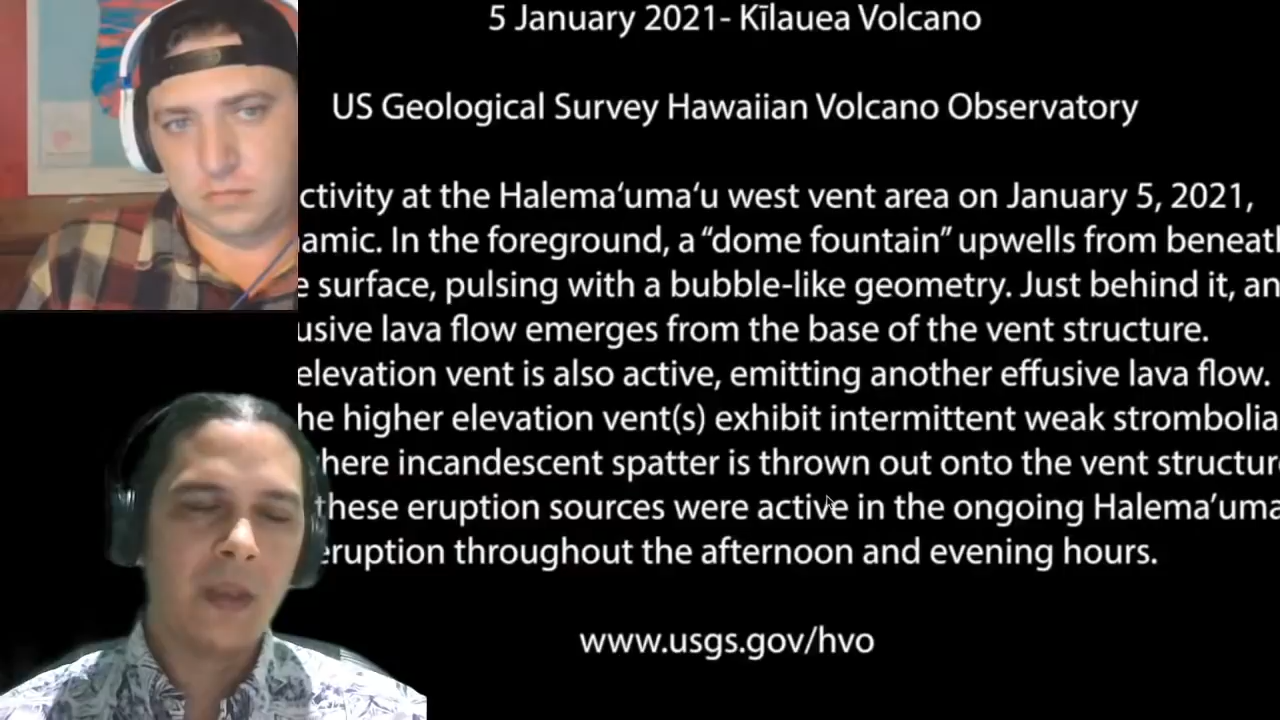 5 January 2021- Kīlauea Volcano
US Geological Survey Hawaiian Volcano Observatory
ctivity at the Halemaʻumaʻu west vent area on January 5, 2021,
amic. In the foreground, a “dome fountain” upwells from beneat
e surface, pulsing with a bubble-like geometry. Just behind it, an
usive lava flow emerges from the base of the vent structure.
elevation vent is also active, emitting another effusive lava flow.
he higher elevation vent(s) exhibit intermittent weak strombolia
here incandescent spatter is thrown out onto the vent structur
these eruption sources were active in the ongoing Halema’uma
eruption throughout the afternoon and evening hours.
www.usgs.gov/hvo